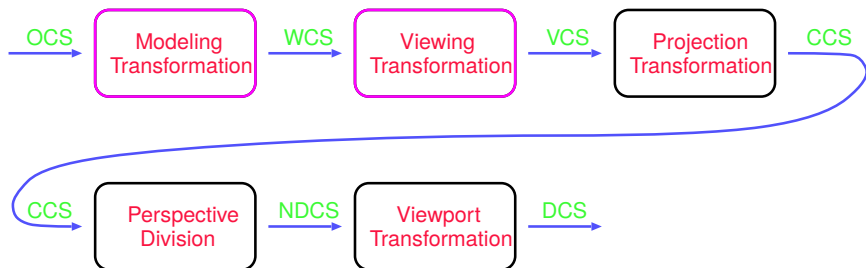 OCS
Modeling
Transformation
WCS
Viewing
Transformation
VCS
Projection
Transformation
CCS
CCS
Perspective
Division
NDCS
Viewport
Transformation
DCS